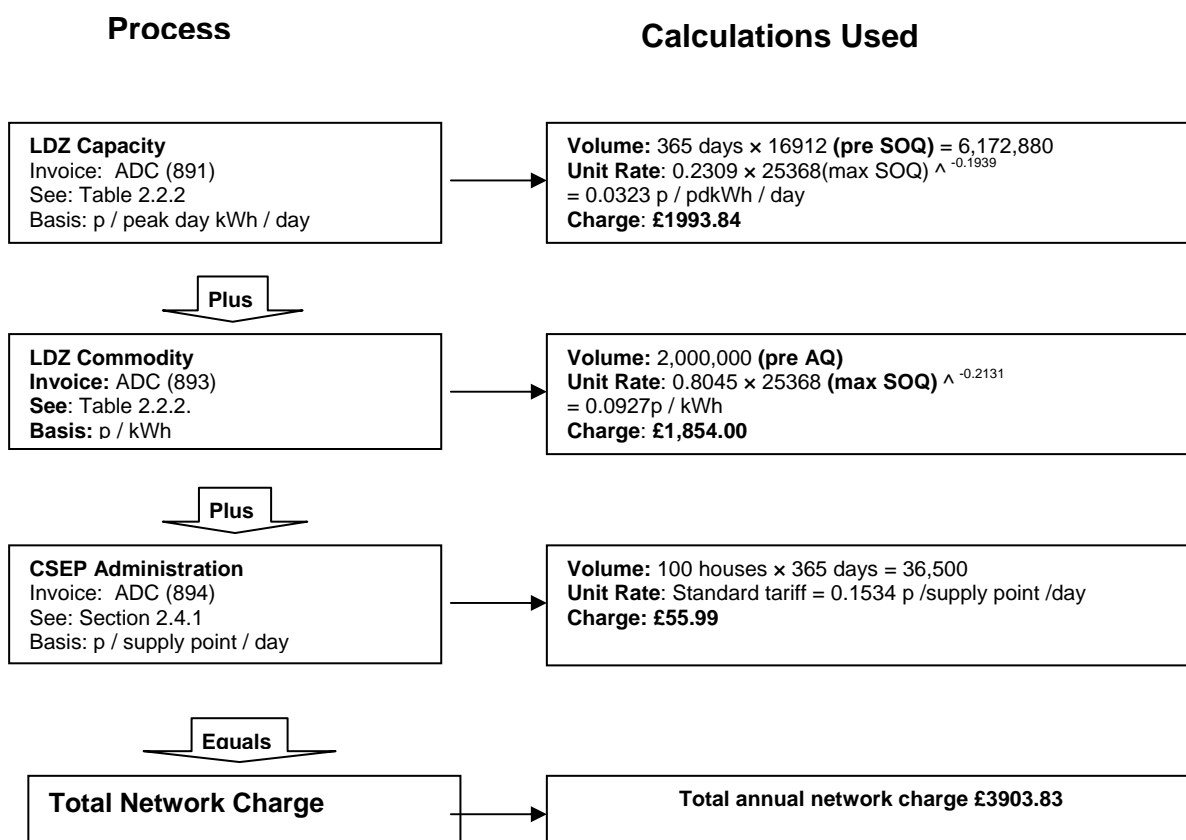 Process
Calculations Used
LDZ Capacity
Invoice: ADC (891)
See: Table 2.2.2
Basis: p / peak day kWh / day
Volume: 365 days × 16912 (pre SOQ) = 6,172,880
Unit Rate: 0.2309 × 25368(max SOQ) ^ -0.1939
= 0.0323 p / pdkWh / day
Charge: £1993.84
Plus
LDZ Commodity
Invoice: ADC (893)
See: Table 2.2.2.
Basis: p / kWh
Volume: 2,000,000 (pre AQ)
Unit Rate: 0.8045 × 25368 (max SOQ) ^ -0.2131
= 0.0927p / kWh
Charge: £1,854.00
Plus
CSEP Administration
Invoice: ADC (894)
See: Section 2.4.1
Basis: p / supply point / day
Volume: 100 houses × 365 days = 36,500
Unit Rate: Standard tariff = 0.1534 p /supply point /day
Charge: £55.99
Equals
Total Network Charge
Total annual network charge £3903.83